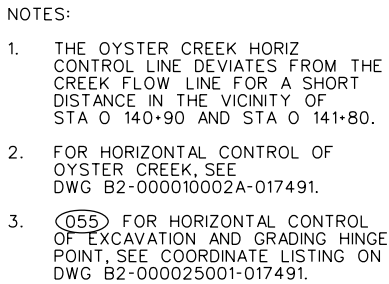 NOTES:
1. THE OYSTER CREEK HORIZ
CONTROL LINE DEVIATES FROM THE
CREEK FLOW LINE FOR A SHORT
DISTANCE IN THE VICINITY OF
STA O 140+90 AND STA O 141+80.
2. FOR HORIZONTAL CONTROL OF
OYSTER CREEK, SEE
DWG B2-000010002A-017491.
3. 055 FOR HORIZONTAL CONTROL
OF EXCAVATION AND GRADING HINGE
POINT, SEE COORDINATE LISTING ON
DWG B2-000025001-017491.